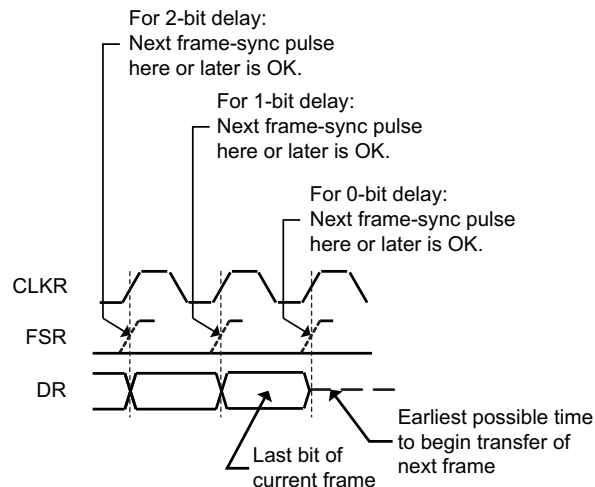 For 2-bit delay:
Next frame-sync pulse
here or later is OK.
For 1-bit delay:
Next frame-sync pulse
here or later is OK.
For 0-bit delay:
Next frame-sync pulse
here or later is OK.
CLKR
FSR
DR
Earliest possible time
to begin transfer of
next frame
Last bit of
current frame